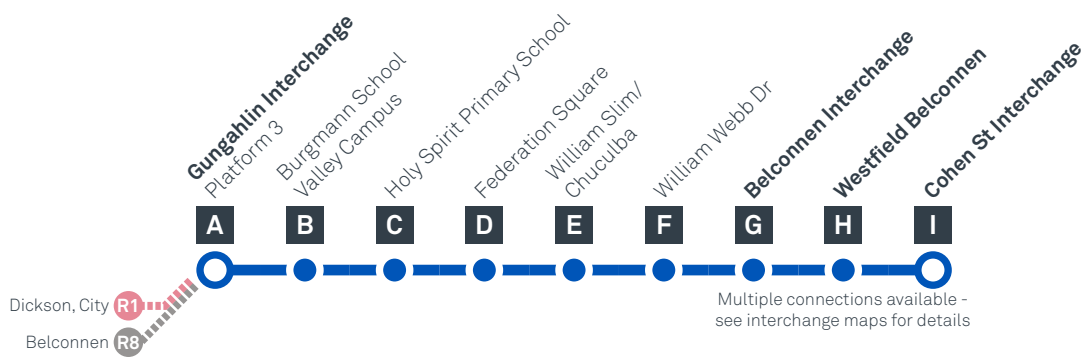 Gungahlin Interchange
Platform 3
Burgmann School
Valley Campus
Holy Spirit Primary School
Federation Square
William Slim/
Chuculba
William Webb Dr
Belconnen Interchange
Westfield Belconnen
Cohen St Interchange
A B C D E F G H I
Dickson, City R1
Belconnen R8
Multiple connections available -
see interchange maps for details